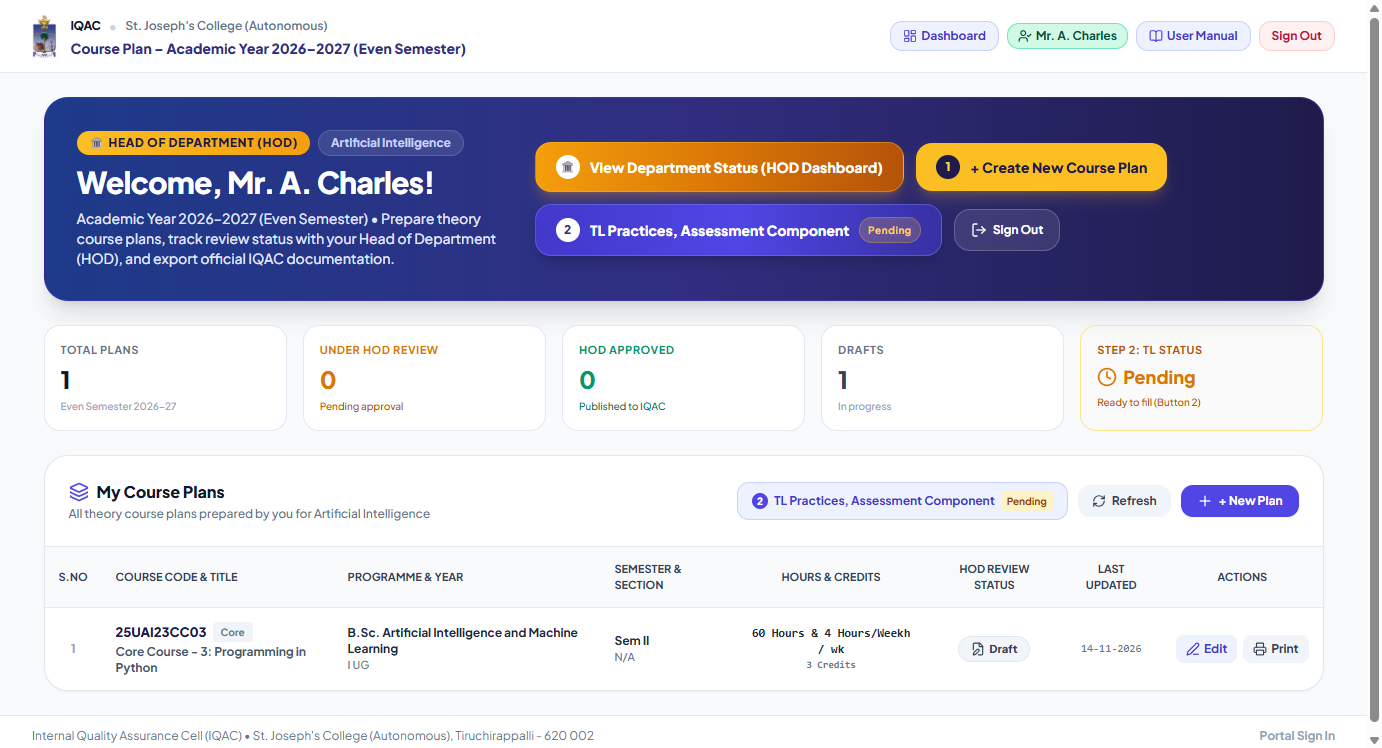 IQAC • St. Joseph's College (Autonomous)
Course Plan – Academic Year 2026–2027 (Even Semester)
Dashboard
Mr. A. Charles
User Manual
Sign Out
HEAD OF DEPARTMENT (HOD)
Artificial Intelligence
Welcome, Mr. A. Charles!
Academic Year 2026–2027 (Even Semester) • Prepare theory
course plans, track review status with your Head of Department
(HOD), and export official IQAC documentation.
View Department Status (HOD Dashboard)
1 + Create New Course Plan
2 TL Practices, Assessment Component Pending
Sign Out
TOTAL PLANS
1
Even Semester 2026–27
UNDER HOD REVIEW
0
Pending approval
HOD APPROVED
0
Published to IQAC
DRAFTS
1
In progress
STEP 2: TL STATUS
Pending
Ready to fill (Button 2)
My Course Plans
All theory course plans prepared by you for Artificial Intelligence
2 TL Practices, Assessment Component Pending
Refresh
+ + New Plan
S.NO
COURSE CODE & TITLE
PROGRAMME & YEAR
SEMESTER &
SECTION
HOURS & CREDITS
HOD REVIEW
STATUS
LAST
UPDATED
ACTIONS
1
25UAI23CC03 Core
Core Course – 3: Programming in
Python
B.Sc. Artificial Intelligence and Machine
Learning
I UG
Sem II
N/A
60 Hours & 4 Hours/Weekh
/ wk
3 Credits
Draft
14-11-2026
Edit
Print
Internal Quality Assurance Cell (IQAC) • St. Joseph's College (Autonomous), Tiruchirappalli - 620 002
Portal Sign In